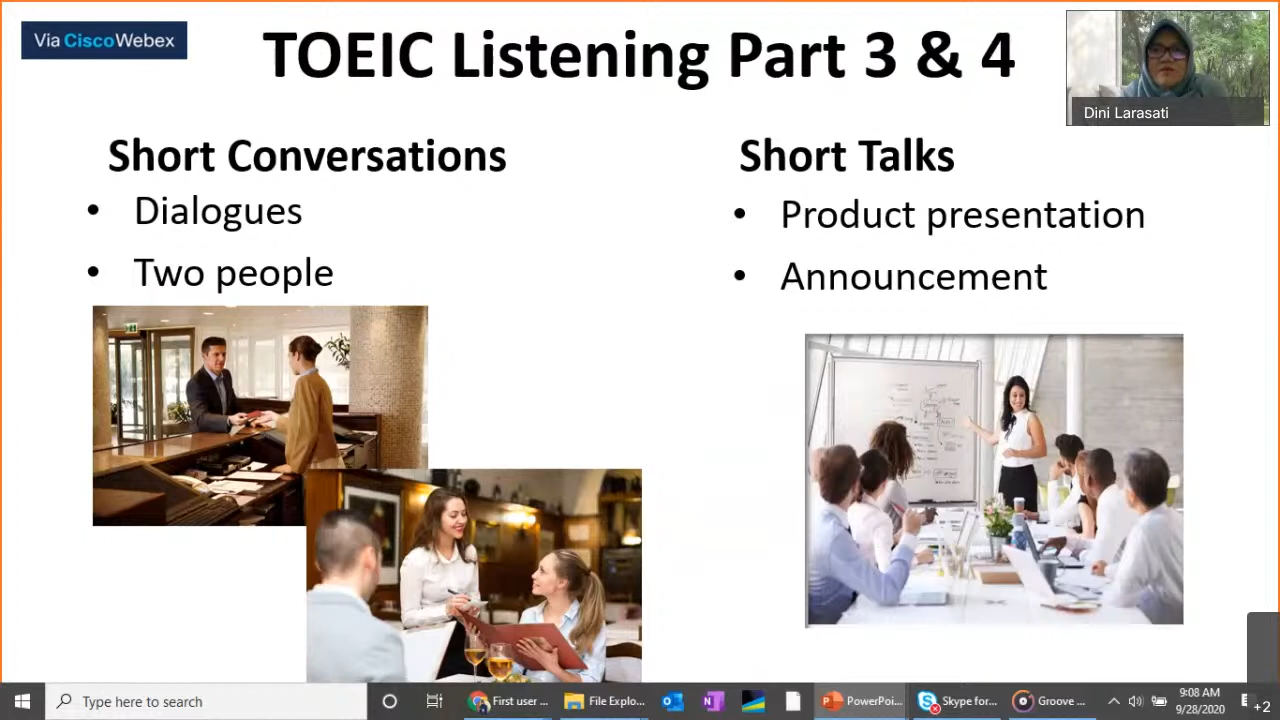 Via CiscoWebex
TOEIC Listening Part 3 & 4
Dini Larasati
Short Conversations
• Dialogues
• Two people
Short Talks
• Product presentation
• Announcement
Type here to search
First user ...
File Explo...
PowerPoi...
Skype for...
Groove ...
9:08 AM
9/28/2020
+2